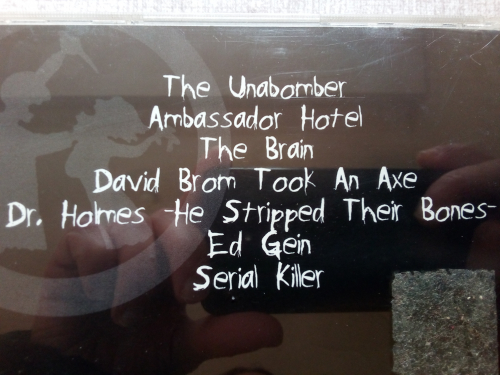 The Unabomber
Ambassador Hotel
The Brain
David Brom Took An Axe
Dr. Holmes -He Stripped Their Bones-
Ed Gein
Serial Killer